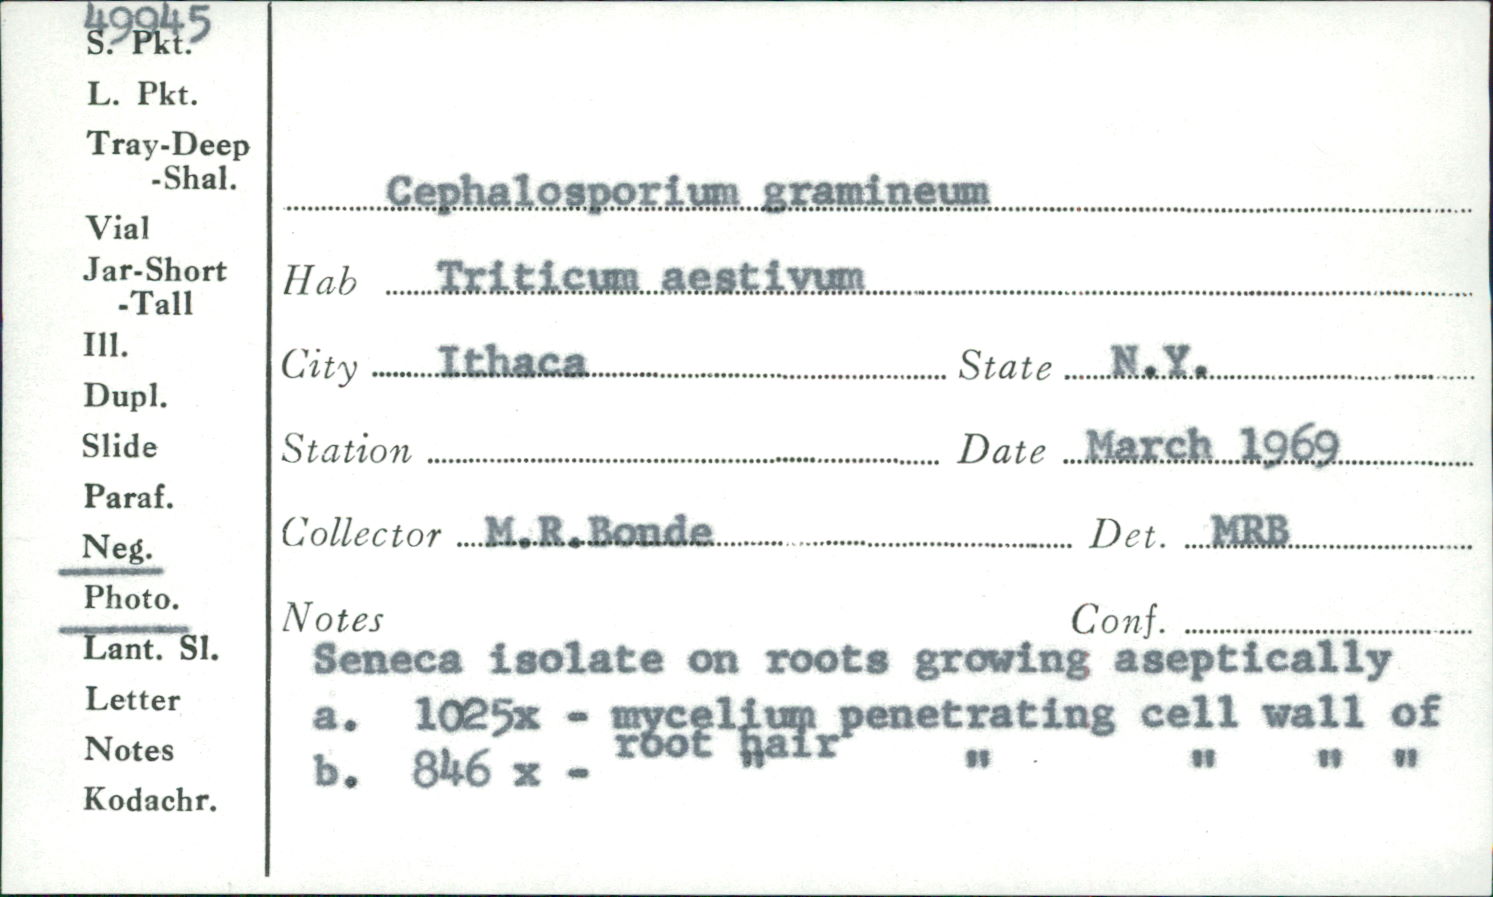 49945
S. Pkt.
L. Pkt.
Tray-Deep
-Shal.
Vial
Jar-Short
-Tall
Ill.
Dupl.
Slide
Paraf.
Neg.
Photo.
Lant. Sl.
Letter
Notes
Kodachr.
Cephalosporium gramineum
Hab Triticum aestivum
City Ithaca State N.Y.
Station Date March 1969
Collector M.R.Bonde Det. MRB
Notes Conf.
Seneca isolate on roots growing aseptically
a. 1025x - mycelium penetrating cell wall of
root hair
b. 846 x - " " " " "